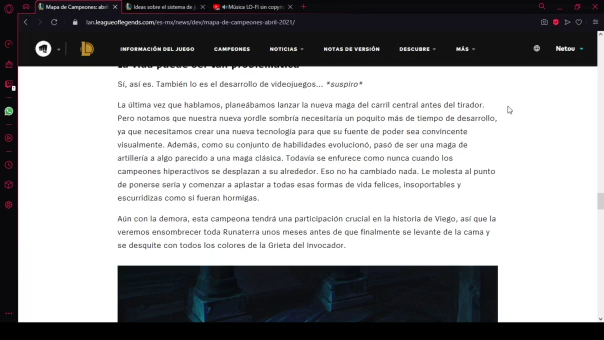 Mapa de Campeones: abri
Ideas sobre el sistema de j
Música LO-FI sin copyri
lan.leagueoflegends.com/es-mx/news/dev/mapa-de-campeones-abril-2021/
INFORMACIÓN DEL JUEGO CAMPEONES NOTICIAS NOTAS DE VERSIÓN DESCUBRE MÁS Netou
La vida puede ser tan problemática
Sí, así es. También lo es el desarrollo de videojuegos... *suspiro*
La última vez que hablamos, planeábamos lanzar la nueva maga del carril central antes del tirador.
Pero notamos que nuestra nueva yordle sombría necesitaría un poquito más de tiempo de desarrollo,
ya que necesitamos crear una nueva tecnología para que su fuente de poder sea convincente
visualmente. Además, como su conjunto de habilidades evolucionó, pasó de ser una maga de
artillería a algo parecido a una maga clásica. Todavía se enfurece como nunca cuando los
campeones hiperactivos se desplazan a su alrededor. Eso no ha cambiado nada. Le molesta al punto
de ponerse seria y comenzar a aplastar a todas esas formas de vida felices, insoportables y
escurridizas como si fueran hormigas.
Aún con la demora, esta campeona tendrá una participación crucial en la historia de Viego, así que la
veremos ensombrecer toda Runaterra unos meses antes de que finalmente se levante de la cama y
se desquite con todos los colores de la Grieta del Invocador.